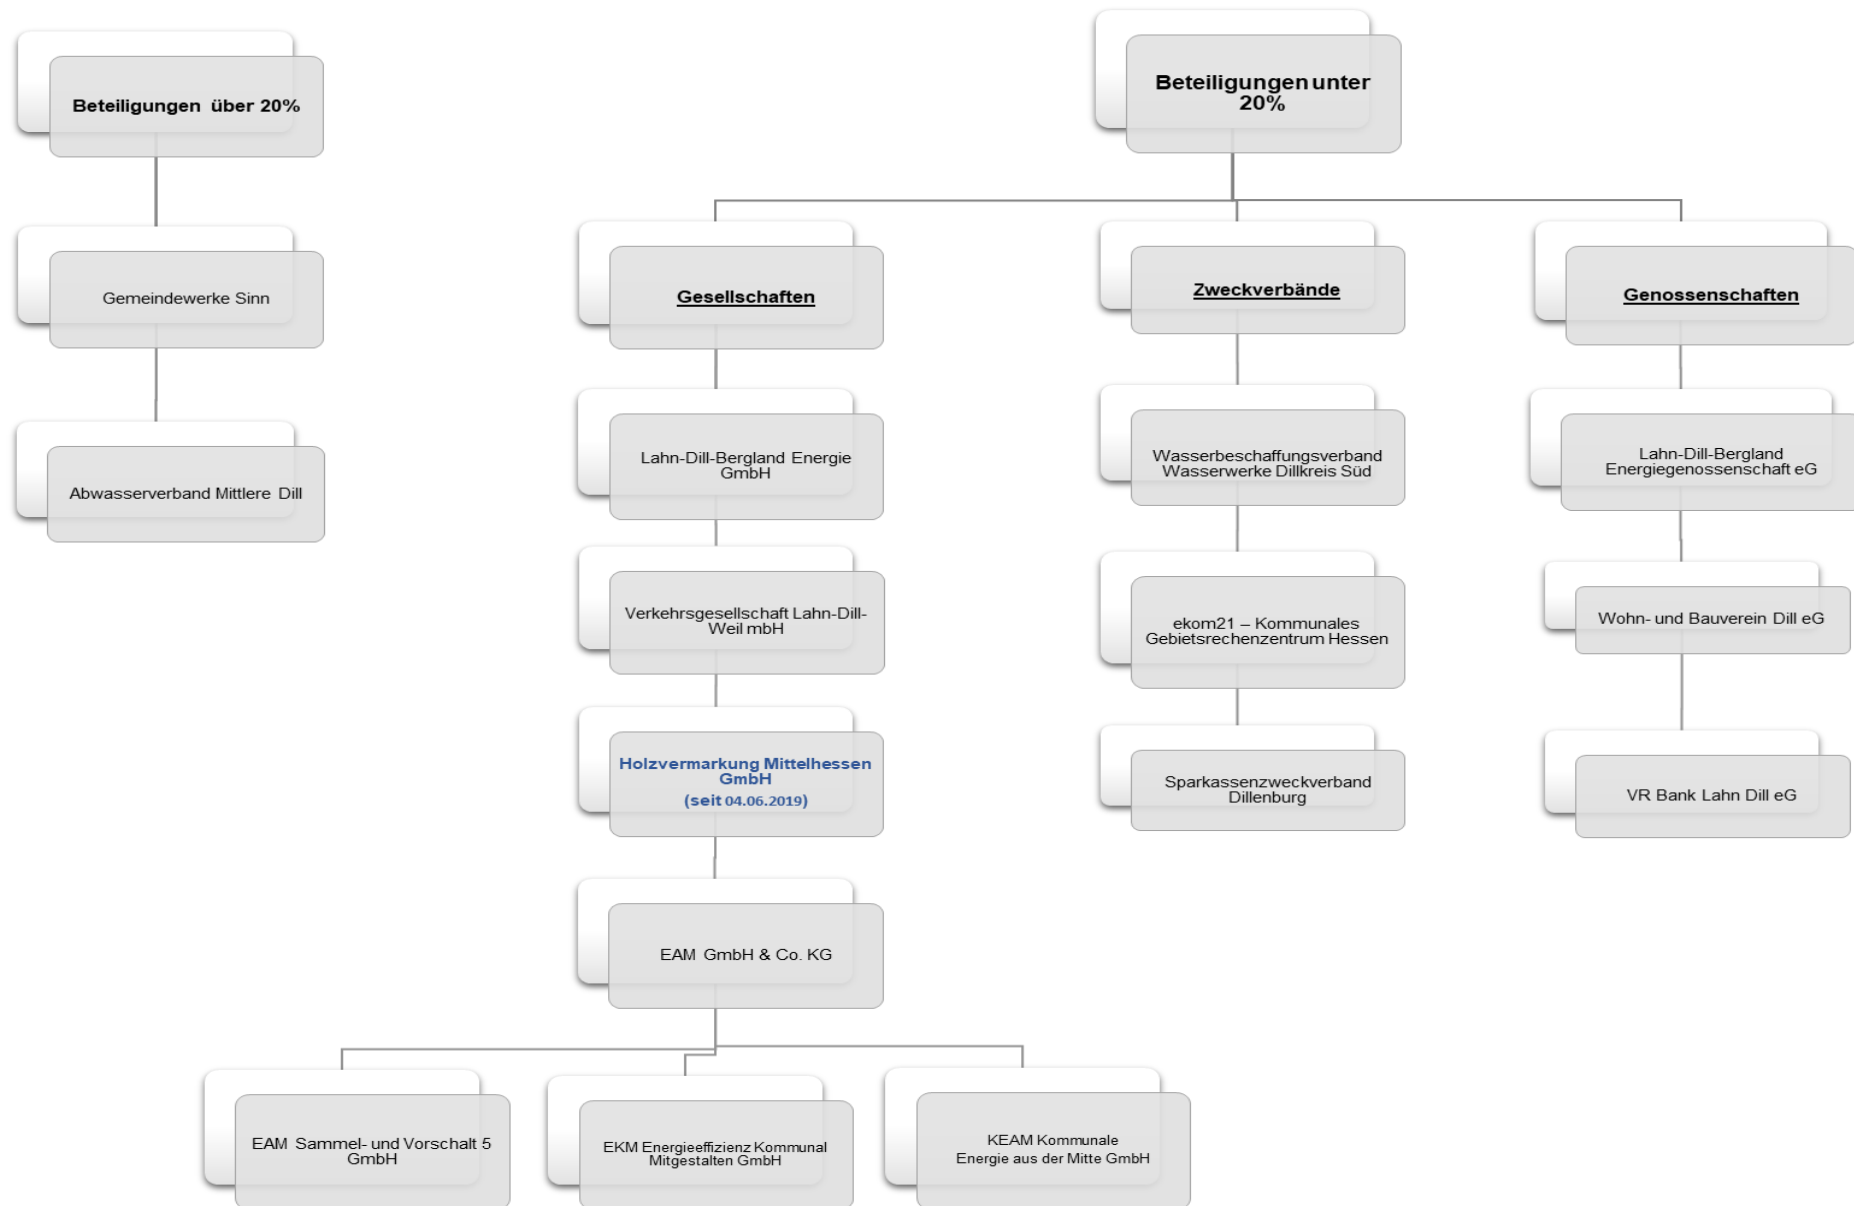 Beteiligungen über 20%
Gemeindewerke Sinn
Abwasserverband Mittlere Dill
Beteiligungen unter
20%
Gesellschaften
Lahn-Dill-Bergland Energie
GmbH
Verkehrsgesellschaft Lahn-Dill-
Weil mbH
Holzvermarkung Mittelhessen
GmbH
(seit 04.06.2019)
EAM GmbH & Co. KG
EAM Sammel- und Vorschalt 5
GmbH
EKM Energieeffizienz Kommunal
Mitgestalten GmbH
KEAM Kommunale
Energie aus der Mitte GmbH
Zweckverbände
Wasserbeschaffungsverband
Wasserwerke Dillkreis Süd
ekom21 – Kommunales
Gebietsrechenzentrum Hessen
Sparkassenzweckverband
Dillenburg
Genossenschaften
Lahn-Dill-Bergland
Energiegenossenschaft eG
Wohn- und Bauverein Dill eG
VR Bank Lahn Dill eG